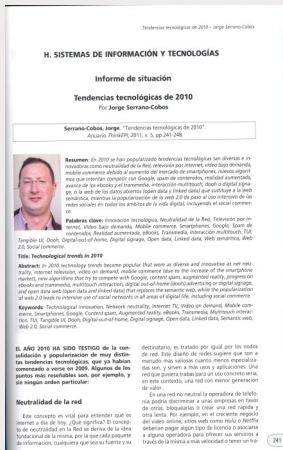 Tendencias tecnológicas de 2010 – Jorge Serrano-Cobos
H. SISTEMAS DE INFORMACIÓN Y TECNOLOGÍAS
Informe de situación
Tendencias tecnológicas de 2010
Por Jorge Serrano-Cobos
Serrano-Cobos, Jorge. "Tendencias tecnológicas de 2010".
Anuario ThinkEPI, 2011, v. 5, pp.241-248.
Resumen: En 2010 se han popularizado tendencias tecnológicas tan diversas e in-
novadoras como neutralidad de la Red, televisión por internet, vídeo bajo demanda,
mobile commerce debido al aumento del mercado de smartphones, nuevos algorit-
mos que intentan competir con Google, spam de contenidos, realidad aumentada,
avance de los ebooks y el transmedia, interacción multitouch, dooh o digital signa-
ge, o la web de los datos abiertos (open data y linked data) que sustituye a la web
semántica, mientras la popularización de la web 2.0 da paso al uso intensivo de las
redes sociales en todos los ámbitos de la vida digital, incluyendo el social commer-
ce.
Palabras clave: Innovación tecnológica, Neutralidad de la Red, Televisión por in-
ternet, Vídeo bajo demanda, Mobile commerce, Smartphones, Google, Spam de
contenidos, Realidad aumentada, eBooks, Transmedia, Interacción multitouch, TUI,
Tangible UI, Dooh, Digital-out-of-home, Digital signage, Open data, Linked data, Web semántica, Web
2.0, Social commerce.
Title: Technological trends in 2010
Abstract: In 2010 technology trends became popular that were as diverse and innovative as net neu-
trality, internet television, video on demand, mobile commerce (due to the increase of the smartphone
market), new algorithms that try to compete with Google, content spam, augmented reality, progress on
ebooks and transmedia, multitouch interaction, digital out-of-home (dooh) advertising or digital signage,
and open data web (open data and linked data) that replaces the semantic web, while the popularization
of web 2.0 leads to intensive use of social networks in all areas of digital life, including social commerce.
Keywords: Technological innovation, Network neutrality, Internet TV, Video on demand, Mobile com-
merce, Smartphones, Google, Content spam, Augmented reality, eBooks, Transmedia, Multitouch interac-
tion, TUI, Tangible UI, Dooh, Digital-out-of-home, Digital signage, Open data, Linked data, Semantic web,
Web 2.0, Social commerce.
EL AÑO 2010 HA SIDO TESTIGO de la con-
solidación y popularización de muy distin-
tas tendencias tecnológicas, que ya habían
comenzado a verse en 2009. Algunos de los
puntos más reseñables son, por ejemplo, y
sin ningún orden particular:
Neutralidad de la red
Este concepto es vital para entender qué es
internet a día de hoy. ¿Qué significa? El concep-
to de neutralidad en la Red se deriva de la idea
fundacional de la misma, por la que cada paquete
de información, cualquiera que sea su fuente y su
destinatario, es tratado por igual por los nodos
de red. Este diseño de redes sugiere que son a
menudo más valiosas cuanto menos especializa-
das son, y sirven a más usos y aplicaciones. Una
red que pusiera trabas para un uso concreto sería,
en este contexto, una red con menor generación
de valor.
En una red no neutral la operadora de telefo-
nía podría discriminar a unas empresas en favor
de otras, bloquearlas o crear una red rápida y
otra lenta. Por ejemplo, en el creciente negocio
del vídeo online, sitios web como Hulu o Netflix
deberían pagar algún tipo de licencia o asociarse
a alguna operadora para ofrecer sus servicios a
través de la misma a más velocidad o tener un tra-
241